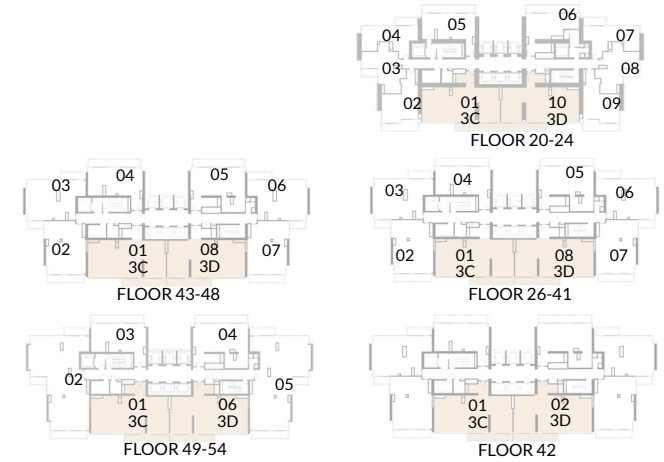 05 06
04 07
03 08
02 01 10 09
3C 3D
FLOOR 20-24
03 04 05 06
02 01 08 07
3C 3D
FLOOR 43-48
03 04 05 06
02 01 08 07
3C 3D
FLOOR 26-41
03 04
02 05
01 06
3C 3D
FLOOR 49-54
01 02
3C 3D
FLOOR 42